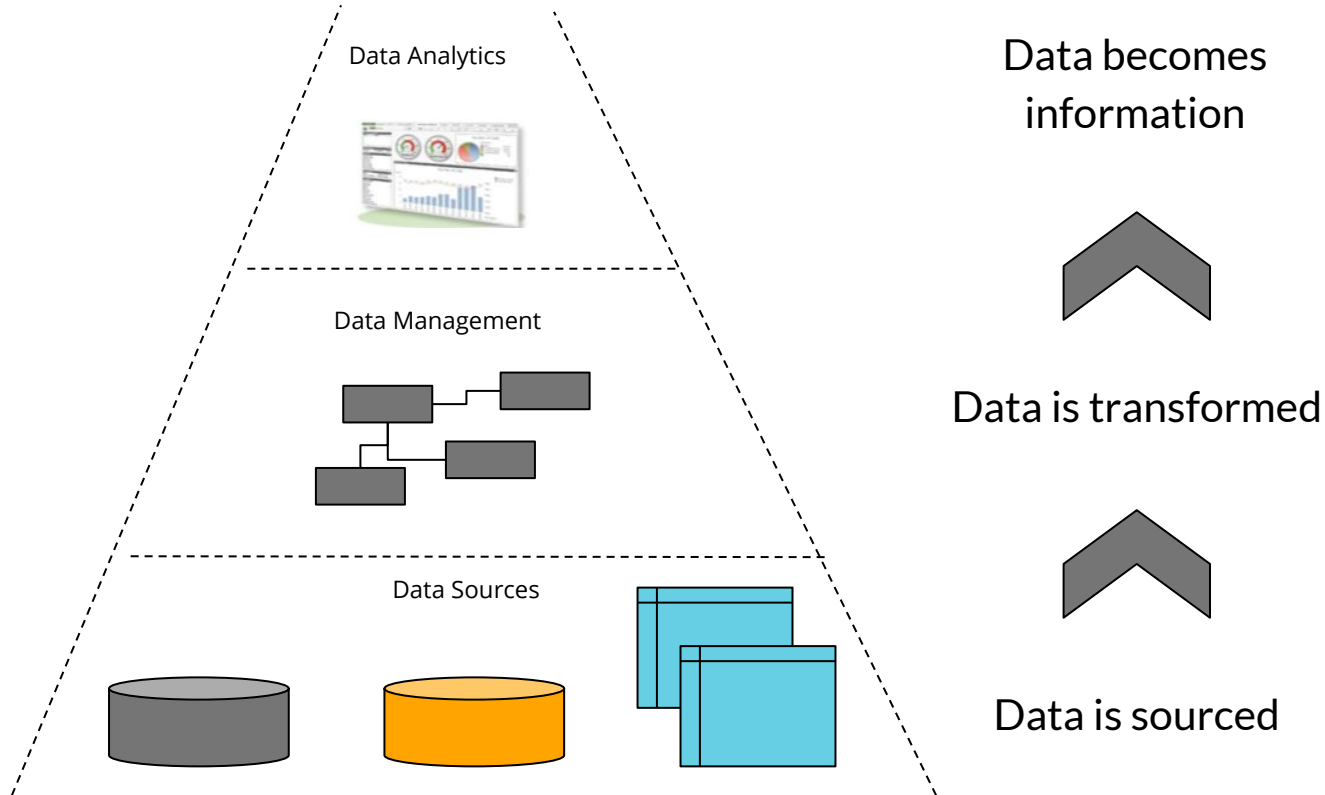 Data Analytics
Data becomes
information
Data Management
Data is transformed
Data Sources
Data is sourced